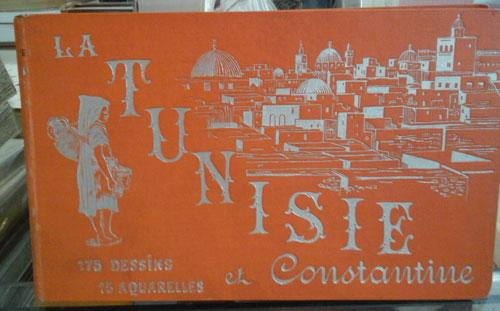 LA
TUNISIE
et Constantine
175 DESSINS
15 AQUARELLES